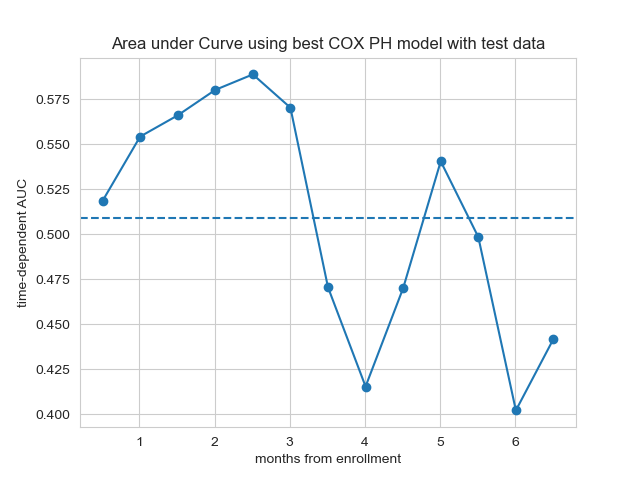 Area under Curve using best COX PH model with test data
time-dependent AUC
0.575
0.550
0.525
0.500
0.475
0.450
0.425
0.400
1 2 3 4 5 6
months from enrollment